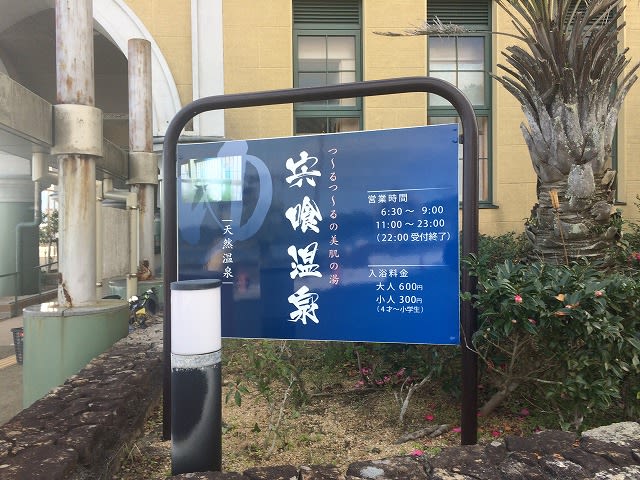 ゆ
つ～るつ～るの美肌の湯
宍喰温泉
天然温泉
営業時間
6:30～ 9:00
11:00～23:00
（22:00 受付終了）
入浴料金
大人 600円
小人 300円
（4才～小学生）